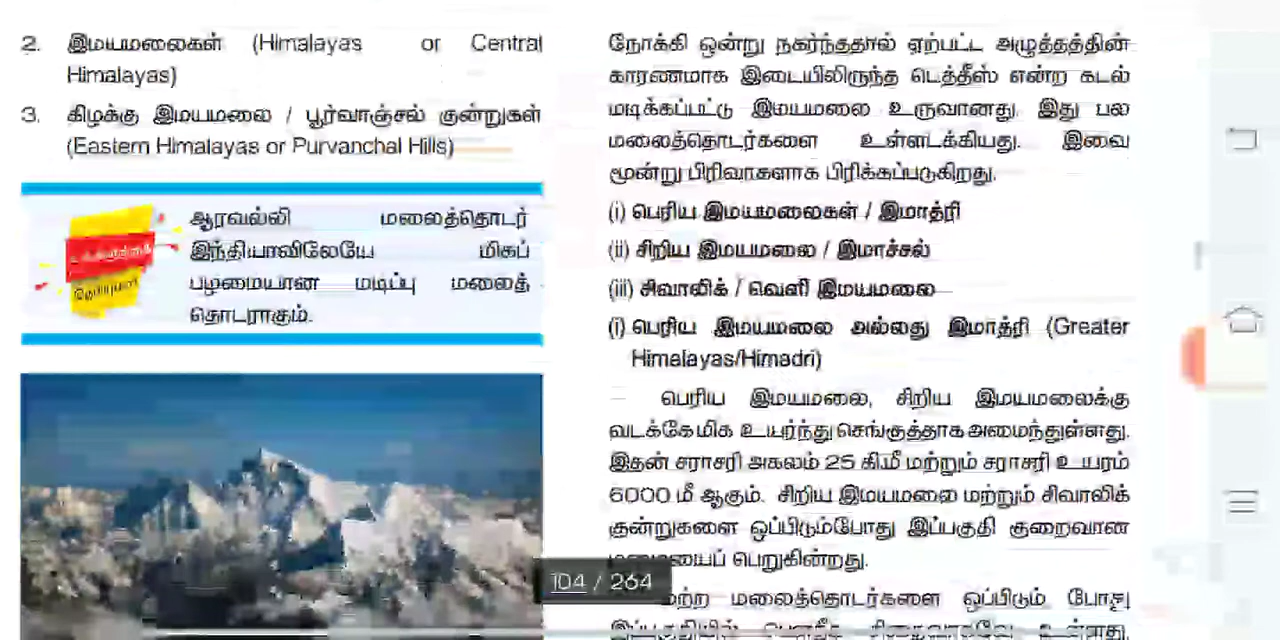 2. இமயமலைகள் (Himalayas or Central
Himalayas)
3. கிழக்கு இமயமலை / பூர்வாஞ்சல் குன்றுகள்
(Eastern Himalayas or Purvanchal Hills)
ஆரவல்லி மலைத்தொடர்
இந்தியாவிலேயே மிகப்
பழமையான மடிப்பு மலைத்
தொடராகும்.
நோக்கி ஒன்று நகர்ந்ததால் ஏற்பட்ட அழுத்தத்தின்
காரணமாக இடையிலிருந்த டெத்தீஸ் என்ற கடல்
மடிக்கப்பட்டு இமயமலை உருவானது. இது பல
மலைத்தொடர்களை உள்ளடக்கியது. இவை
மூன்று பிரிவாகளாக பிரிக்கப்படுகிறது.
(i) பெரிய இமயமலைகள் / இமாத்ரி
(ii) சிறிய இமயமலை / இமாச்சல்
(iii) சிவாலிக் / வெளி இமயமலை
(i) பெரிய இமயமலை அல்லது இமாத்ரி (Greater
Himalayas/Himadri)
பெரிய இமயமலை, சிறிய இமயமலைக்கு
வடக்கே மிக உயர்ந்து செங்குத்தாக அமைந்துள்ளது.
இதன் சராசரி அகலம் 25 கி.மீ மற்றும் சராசரி உயரம்
6000 மீ ஆகும். சிறிய இமயமலை மற்றும் சிவாலிக்
குன்றுகளை ஒப்பிடும்போது இப்பகுதி குறைவான
பெறுகின்றது.
மலைத்தொடர்களை ஒப்பிடும் போது
104 / 264